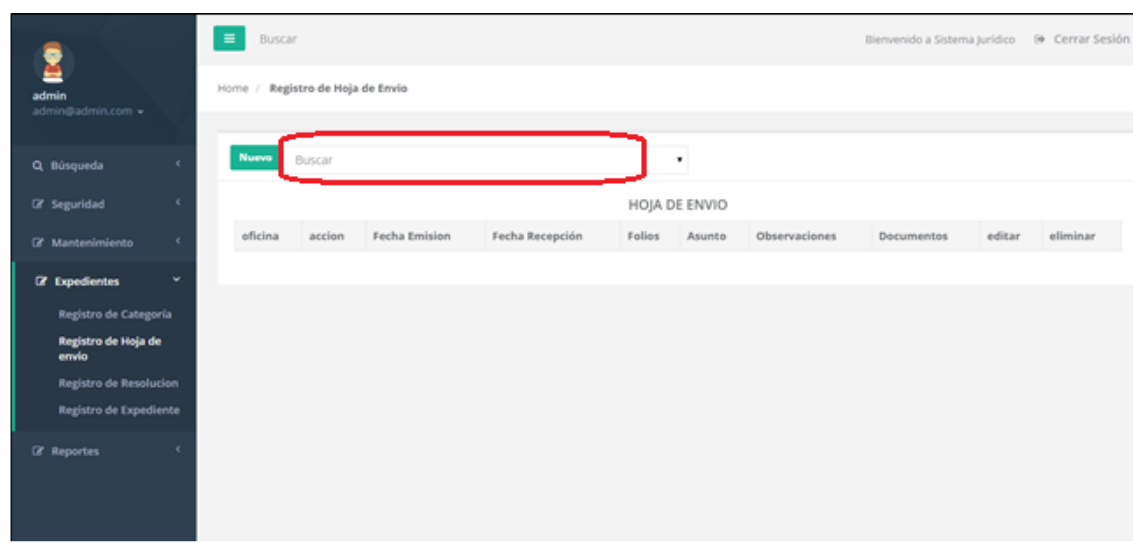 Buscar
Bienvenido a Sistema Jurídico
Cerrar Sesión
admin
admin@admin.com
Home / Registro de Hoja de Envio
Búsqueda
Seguridad
Mantenimiento
Expedientes
Registro de Categoría
Registro de Hoja de
envio
Registro de Resolucion
Registro de Expediente
Reportes
Nuevo
Buscar
HOJA DE ENVIO
oficina accion Fecha Emision Fecha Recepción Folios Asunto Observaciones Documentos editar eliminar